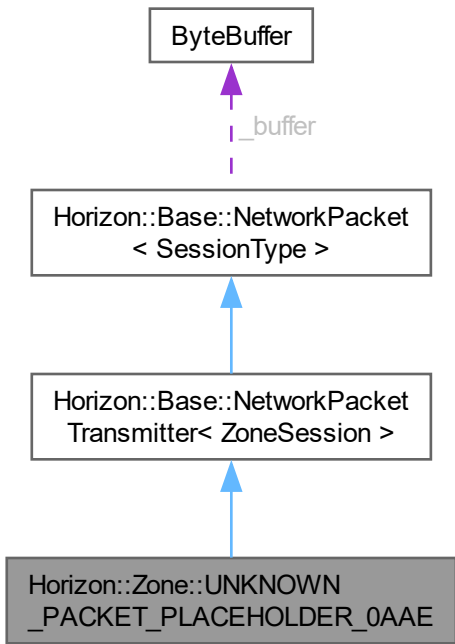 ByteBuffer
_buffer
Horizon::Base::NetworkPacket
< SessionType >
Horizon::Base::NetworkPacket
Transmitter< ZoneSession >
Horizon::Zone::UNKNOWN
_PACKET_PLACEHOLDER_0AAE